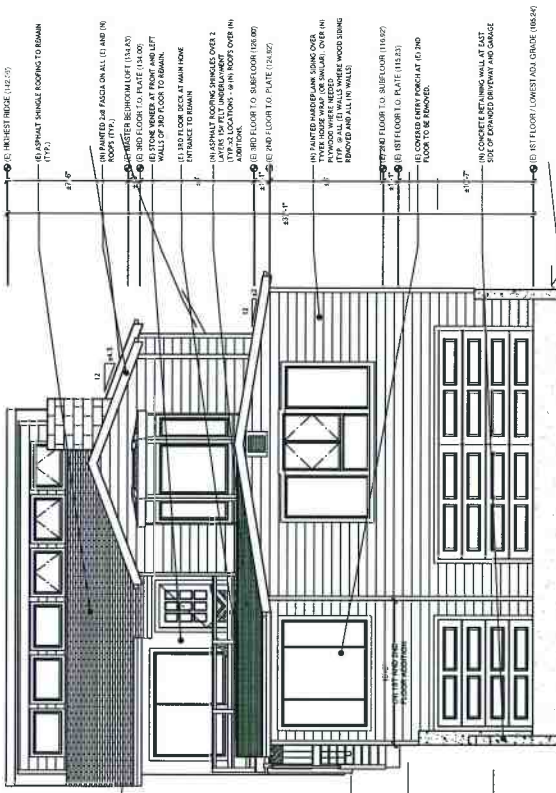 (E) HIGHEST RIDGE
±7'-6"
(E) ASPHALT SHINGLE ROOFING TO REMAIN
(TYP.)
(N) PAINTED 2x8 FASCIA ON ALL (E) AND (N)
ROOFS (TYP.)
(E) MASTER BEDROOM LOFT
(E) 3RD FLOOR T.O. PLATE (134.00)
(E) STONE VENEER AT FRONT AND LEFT
WALLS OF 3RD FLOOR TO REMAIN.
(E) 3RD FLOOR DECK AT MAIN HOME
ENTRANCE TO REMAIN
(N) ASPHALT ROOFING SHINGLES OVER 2
LAYERS 15# FELT UNDERLAYMENT
(TYP. x2 LOCATIONS - @ (N) ROOFS OVER (N)
ADDITIONS.
(E) 3RD FLOOR T.O. SUBFLOOR (126.00)
±1'-1"
(E) 2ND FLOOR T.O. PLATE (124.92)
(N) PAINTED HARDIEPLANK SIDING OVER
TYVEK HOUSE WRAP (OR SIMILAR), OVER (N)
PLYWOOD WHERE NEEDED
(TYP. @ ALL (E) WALLS WHERE WOOD SIDING
REMOVED AND ALL (N) WALLS)
(E) 2ND FLOOR T.O. SUBFLOOR (116.92)
±1'-1"
(E) 1ST FLOOR T.O. PLATE (115.83)
(E) COVERED ENTRY PORCH AT (E) 2ND
FLOOR TO BE REMOVED.
(N) CONCRETE RETAINING WALL AT EAST
SIDE OF EXPANDED DRIVEWAY AND GARAGE
(E) 1ST FLOOR / LOWEST ADJ. GRADE (105.24)
12
±4.5
12
±2
(N) 1ST AND 2ND
FLOOR ADDITION